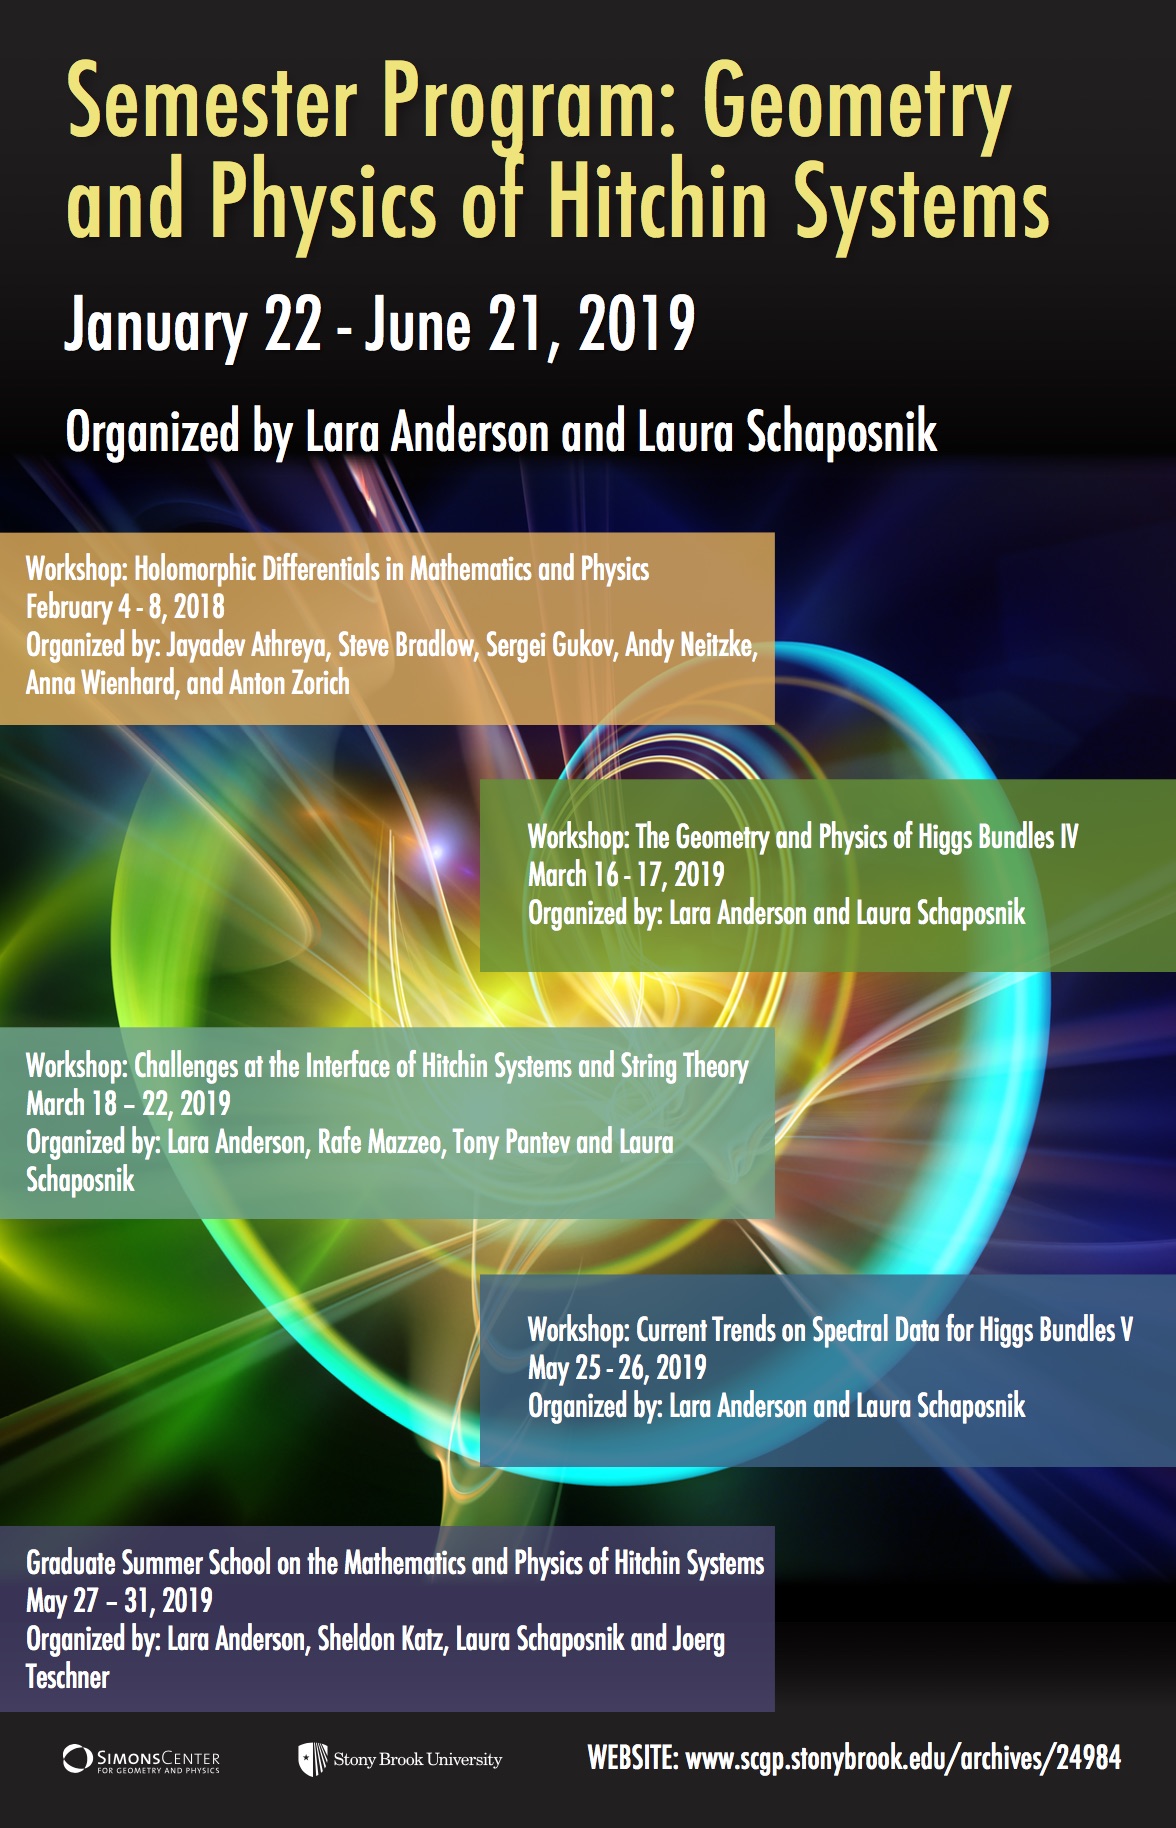 Semester Program: Geometry
and Physics of Hitchin Systems
January 22 - June 21, 2019
Organized by Lara Anderson and Laura Schaposnik
Workshop: Holomorphic Differentials in Mathematics and Physics
February 4 - 8, 2018
Organized by: Jayadev Athreya, Steve Bradlow, Sergei Gukov, Andy Neitzke,
Anna Wienhard, and Anton Zorich
Workshop: The Geometry and Physics of Higgs Bundles IV
March 16 - 17, 2019
Organized by: Lara Anderson and Laura Schaposnik
Workshop: Challenges at the Interface of Hitchin Systems and String Theory
March 18 – 22, 2019
Organized by: Lara Anderson, Rafe Mazzeo, Tony Pantev and Laura
Schaposnik
Workshop: Current Trends on Spectral Data for Higgs Bundles V
May 25 - 26, 2019
Organized by: Lara Anderson and Laura Schaposnik
Graduate Summer School on the Mathematics and Physics of Hitchin Systems
May 27 – 31, 2019
Organized by: Lara Anderson, Sheldon Katz, Laura Schaposnik and Joerg
Teschner
SIMONS CENTER
FOR GEOMETRY AND PHYSICS
Stony Brook University
WEBSITE: www.scgp.stonybrook.edu/archives/24984